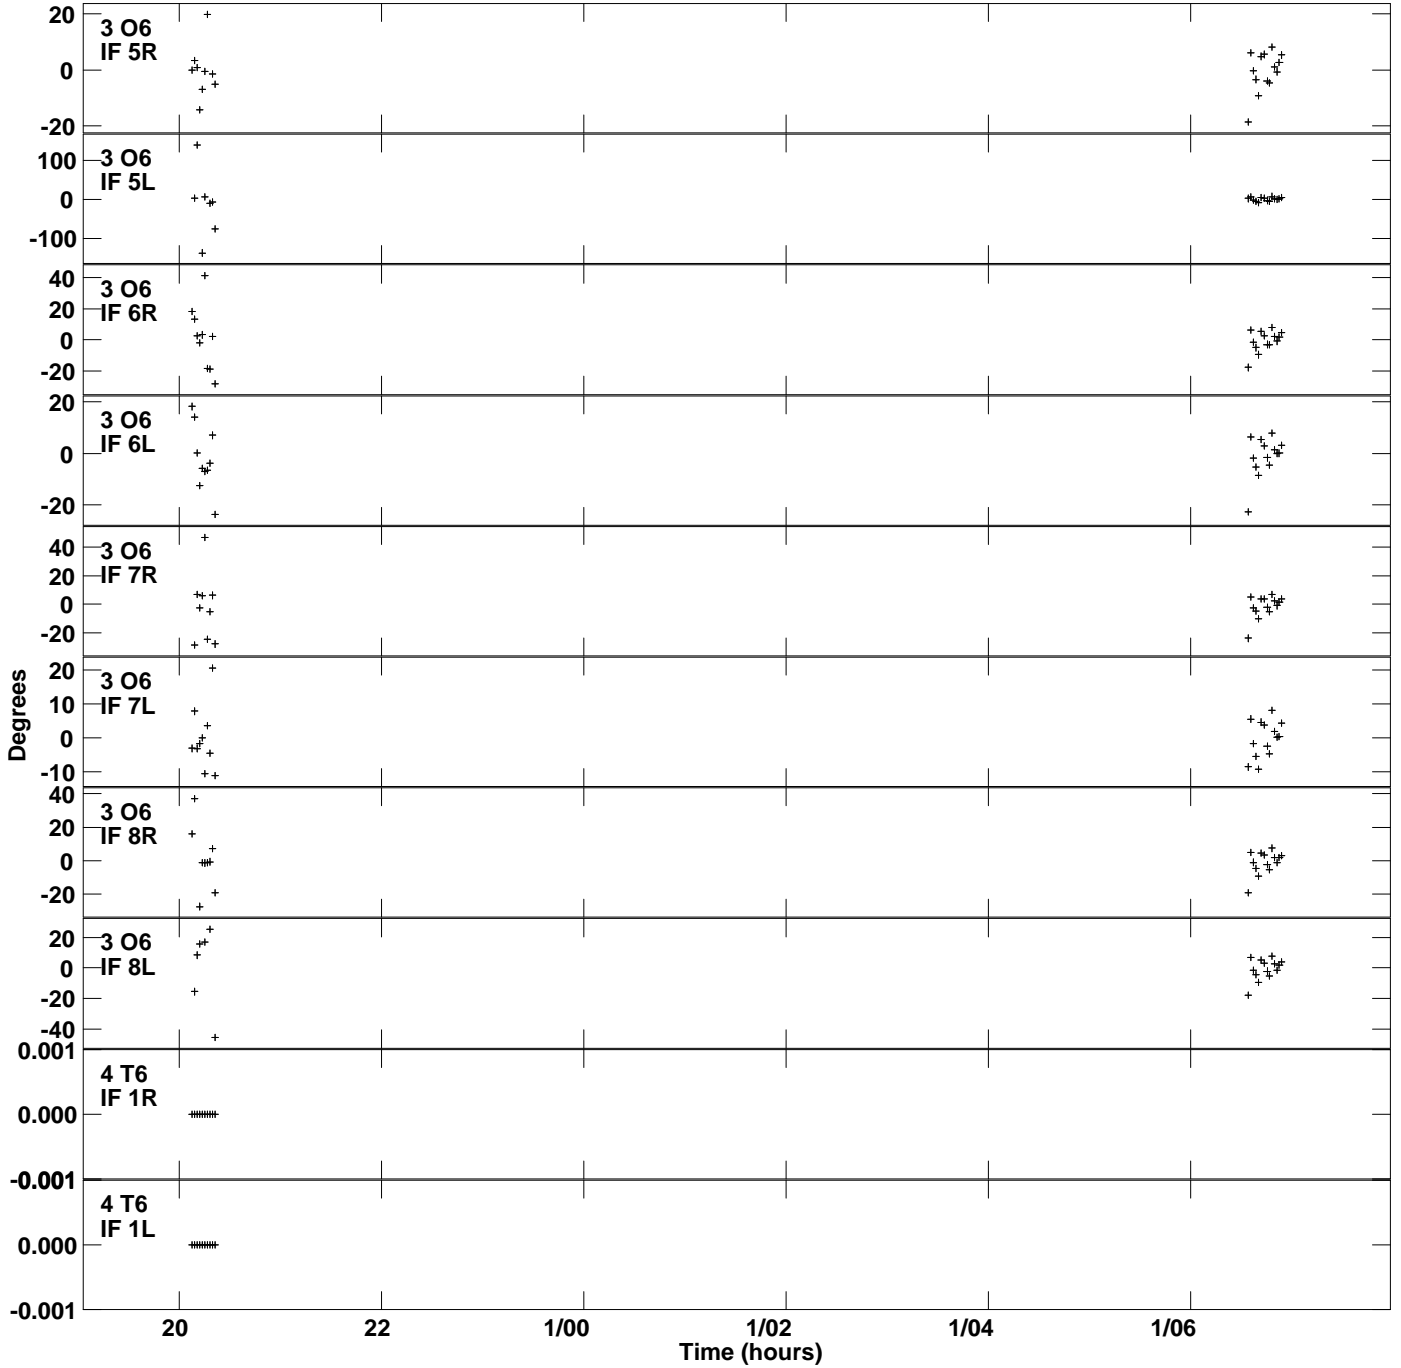 20
0
-20
3 O6
IF 5R
100
0
-100
3 O6
IF 5L
40
20
0
-20
3 O6
IF 6R
20
0
-20
3 O6
IF 6L
40
20
0
-20
3 O6
IF 7R
20
10
0
-10
3 O6
IF 7L
40
20
0
-20
3 O6
IF 8R
20
0
-20
-40
3 O6
IF 8L
0.001
0.000
-0.001
4 T6
IF 1R
0.000
-0.001
4 T6
IF 1L
Degrees
20 22 1/00 1/02 1/04 1/06
Time (hours)